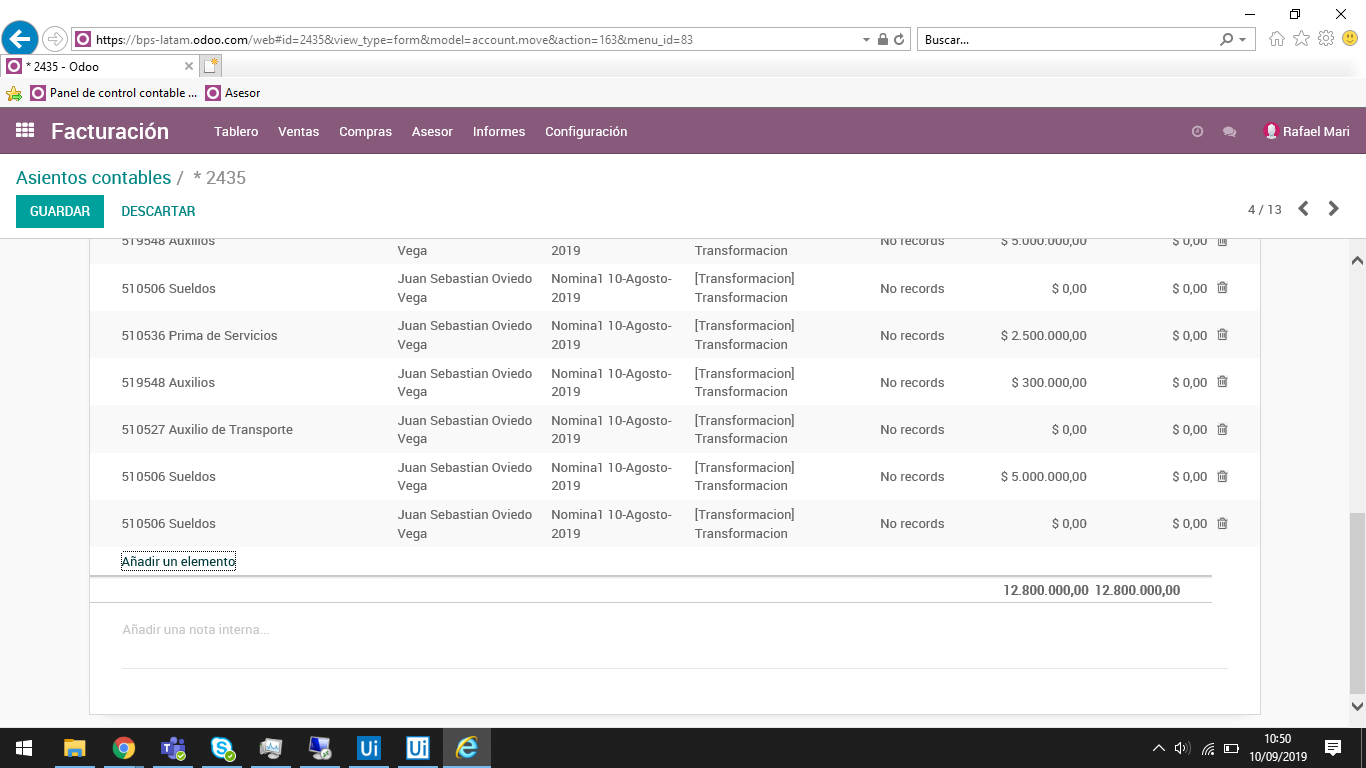 https://bps-latam.odoo.com/web#id=2435&view_type=form&model=account.move&action=163&menu_id=83
Buscar...
* 2435 - Odoo
Panel de control contable ...
Asesor
Facturación
Tablero
Ventas
Compras
Asesor
Informes
Configuración
Rafael Mari
Asientos contables / * 2435
GUARDAR
DESCARTAR
4 / 13
519548 Auxilios No records $ 5.000.000,00 $ 0,00
Vega 2019 Transformacion
Juan Sebastian Oviedo Nomina1 10-Agosto- [Transformacion]
510506 Sueldos No records $ 0,00 $ 0,00
Vega 2019 Transformacion
Juan Sebastian Oviedo Nomina1 10-Agosto- [Transformacion]
510536 Prima de Servicios No records $ 2.500.000,00 $ 0,00
Vega 2019 Transformacion
Juan Sebastian Oviedo Nomina1 10-Agosto- [Transformacion]
519548 Auxilios No records $ 300.000,00 $ 0,00
Vega 2019 Transformacion
Juan Sebastian Oviedo Nomina1 10-Agosto- [Transformacion]
510527 Auxilio de Transporte No records $ 0,00 $ 0,00
Vega 2019 Transformacion
Juan Sebastian Oviedo Nomina1 10-Agosto- [Transformacion]
510506 Sueldos No records $ 5.000.000,00 $ 0,00
Vega 2019 Transformacion
Juan Sebastian Oviedo Nomina1 10-Agosto- [Transformacion]
510506 Sueldos No records $ 0,00 $ 0,00
Vega 2019 Transformacion
Añadir un elemento
12.800.000,00 12.800.000,00
Añadir una nota interna...
Ui
Ui
10:50
10/09/2019